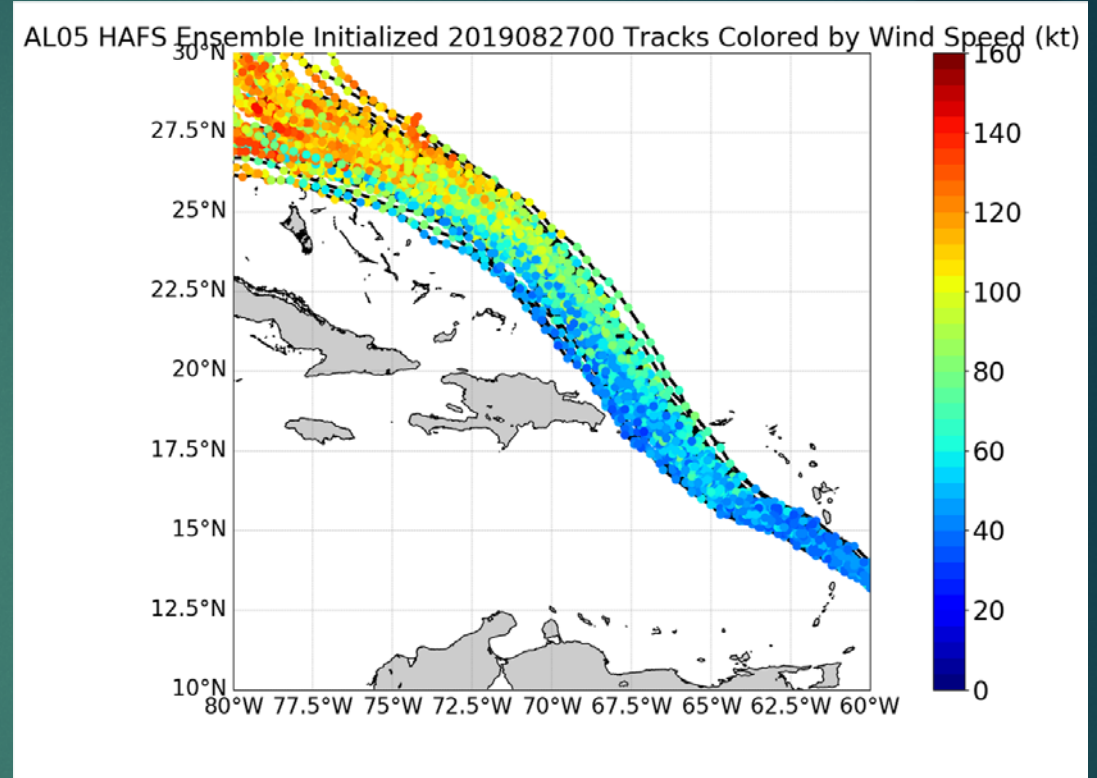 AL05 HAFS Ensemble Initialized 2019082700 Tracks Colored by Wind Speed (kt)
30°N
27.5°N
25°N
22.5°N
20°N
17.5°N
15°N
12.5°N
10°N
80°W 77.5°W 75°W 72.5°W 70°W 67.5°W 65°W 62.5°W 60°W
160
140
120
100
80
60
40
20
0